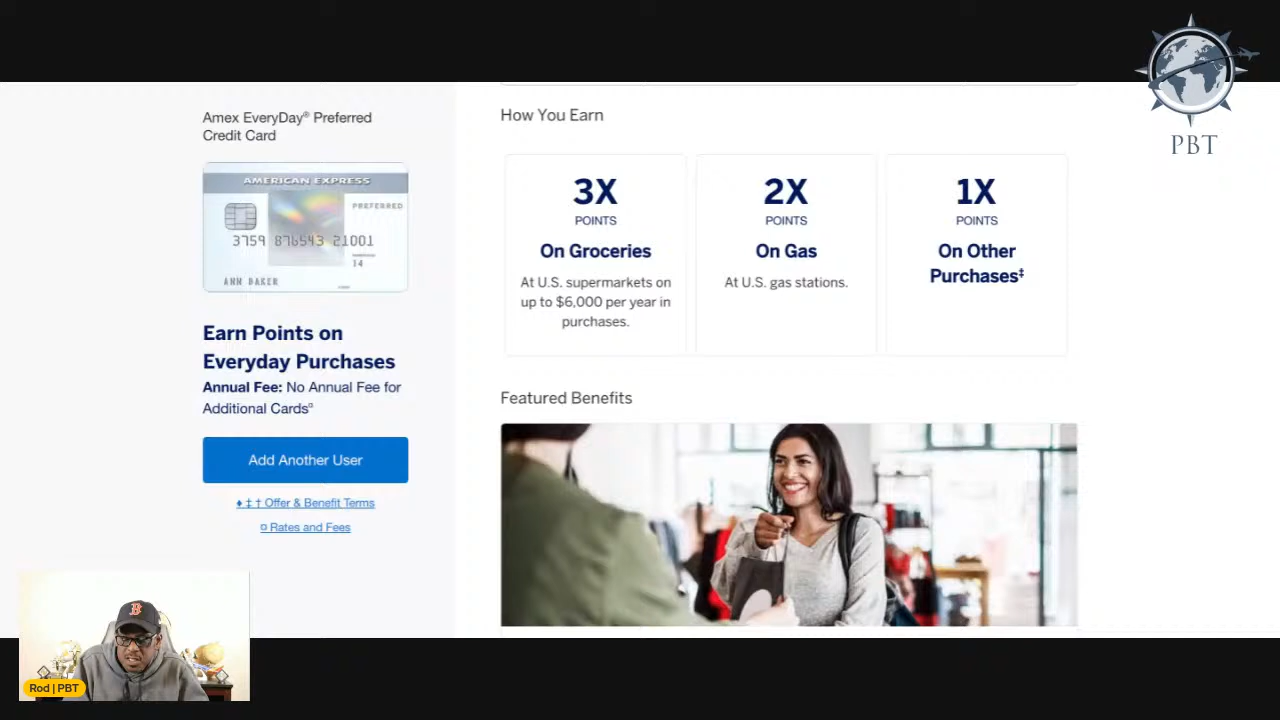 PBT
Amex EveryDay® Preferred
Credit Card
AMERICAN EXPRESS
PREFERRED
3759 876543 21001
14
ANN BAKER
Earn Points on
Everyday Purchases
Annual Fee: No Annual Fee for
Additional Cards¤
Add Another User
♦ ‡ † Offer & Benefit Terms
¤ Rates and Fees
How You Earn
3X
POINTS
On Groceries
At U.S. supermarkets on
up to $6,000 per year in
purchases.
2X
POINTS
On Gas
At U.S. gas stations.
1X
POINTS
On Other
Purchases‡
Featured Benefits
B
Rod | PBT